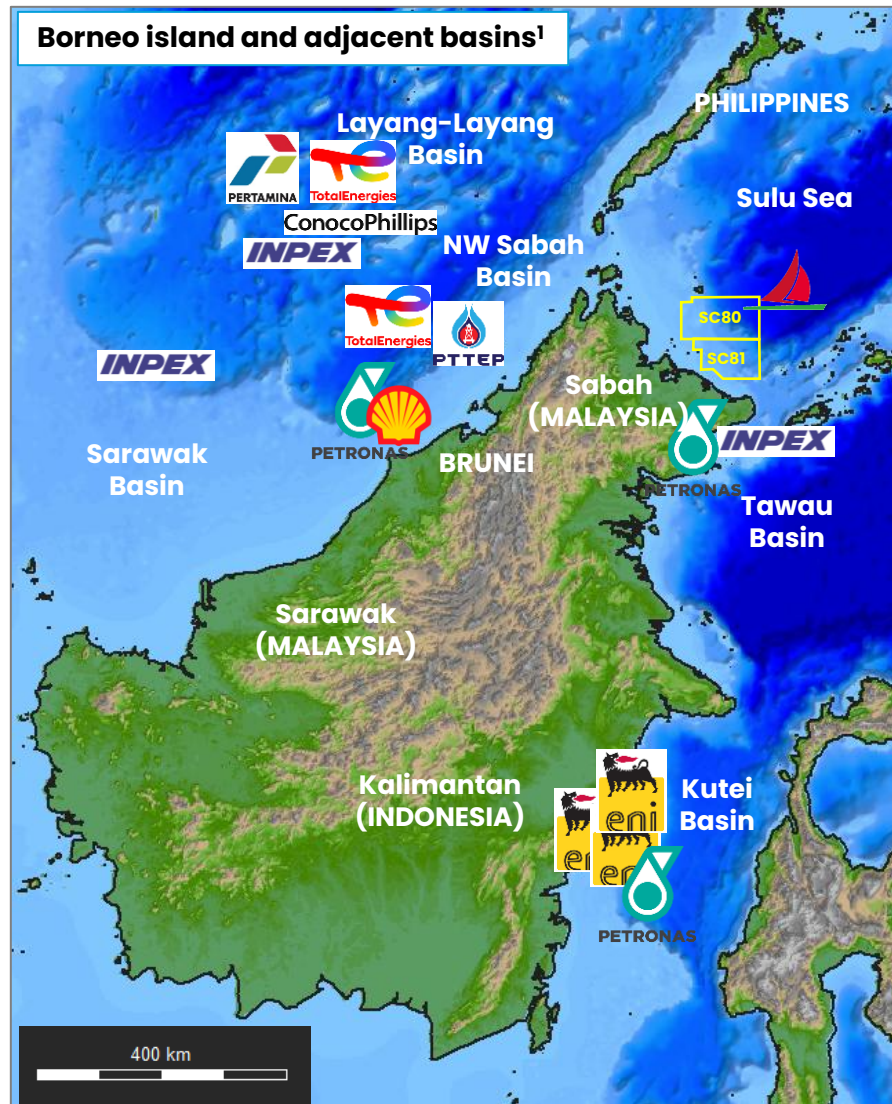 Borneo island and adjacent basins¹
PHILIPPINES
Layang-Layang
Basin
PERTAMINA
TotalEnergies
ConocoPhillips
INPEX
Sulu Sea
NW Sabah
Basin
TotalEnergies
PTTEP
SC80
SC81
INPEX
Sabah
(MALAYSIA)
PETRONAS
BRUNEI
INPEX
PETRONAS
Sarawak
Basin
Tawau
Basin
Sarawak
(MALAYSIA)
Kalimantan
(INDONESIA)
eni
eni
eni
Kutei
Basin
PETRONAS
400 km